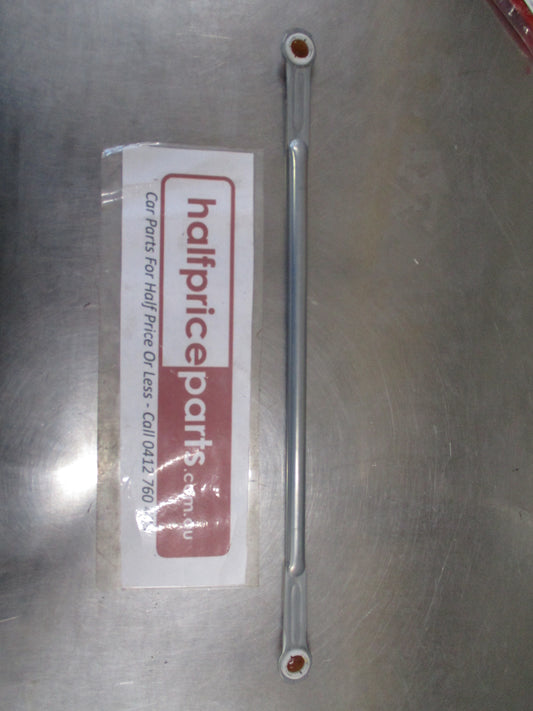 halfpriceparts.com.au
Car Parts For Half Price Or Less - Call 0412 760